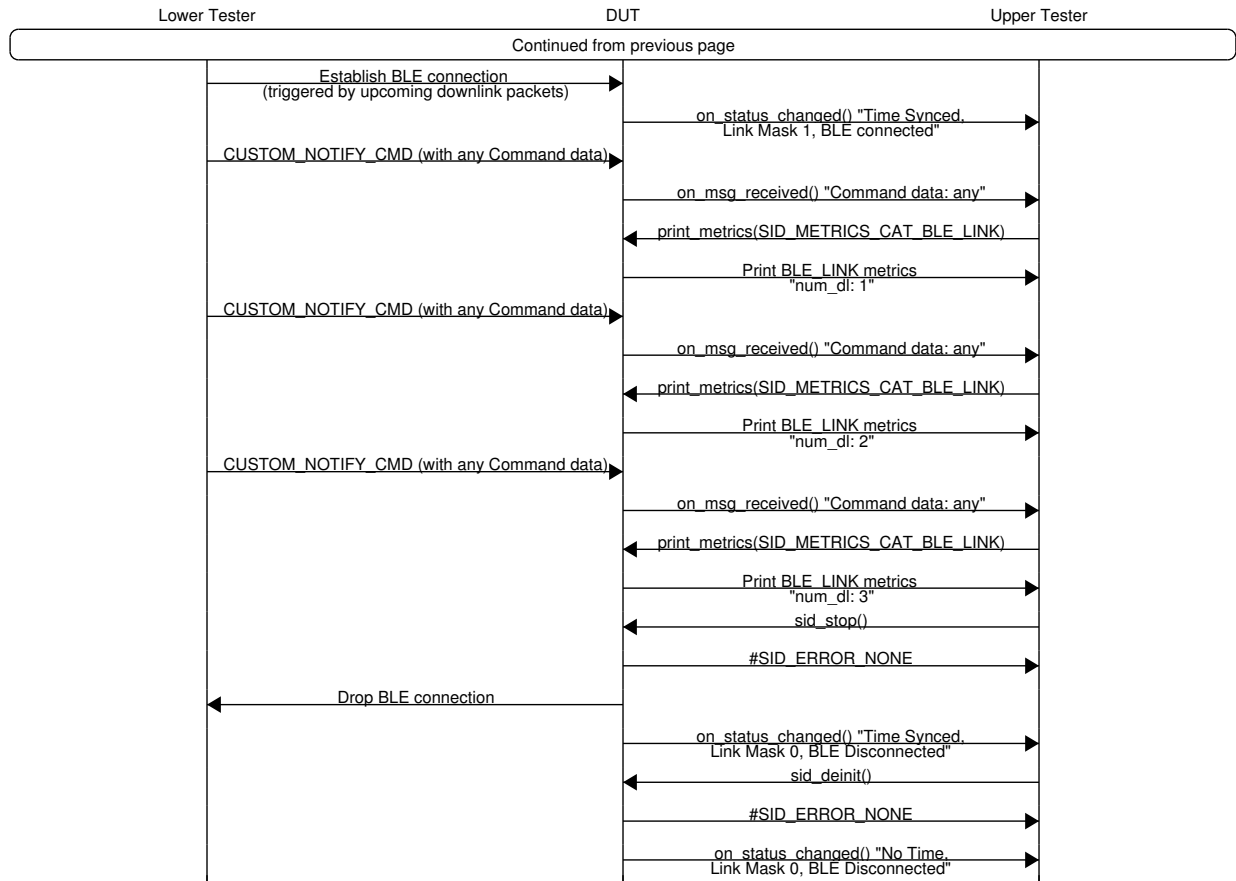 Lower Tester DUT Upper Tester
Continued from previous page
Establish BLE connection
(triggered by upcoming downlink packets)
on_status_changed() "Time Synced,
Link Mask 1, BLE connected"
CUSTOM_NOTIFY_CMD (with any Command data)
on_msg_received() "Command data: any"
print_metrics(SID_METRICS_CAT_BLE_LINK)
Print BLE_LINK metrics
"num_dl: 1"
CUSTOM_NOTIFY_CMD (with any Command data)
on_msg_received() "Command data: any"
print_metrics(SID_METRICS_CAT_BLE_LINK)
Print BLE_LINK metrics
"num_dl: 2"
CUSTOM_NOTIFY_CMD (with any Command data)
on_msg_received() "Command data: any"
print_metrics(SID_METRICS_CAT_BLE_LINK)
Print BLE_LINK metrics
"num_dl: 3"
sid_stop()
#SID_ERROR_NONE
Drop BLE connection
on_status_changed() "Time Synced,
Link Mask 0, BLE Disconnected"
sid_deinit()
#SID_ERROR_NONE
on_status_changed() "No Time,
Link Mask 0, BLE Disconnected"